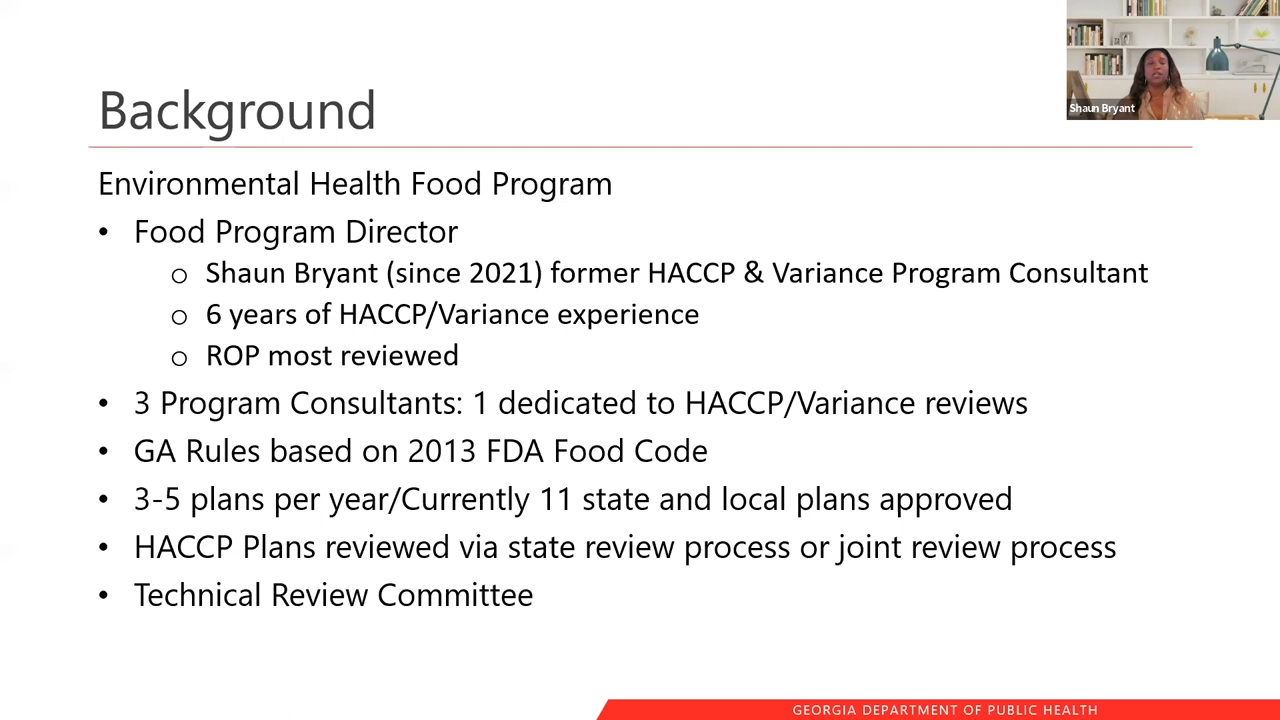 Shaun Bryant
Background
Environmental Health Food Program
• Food Program Director
o Shaun Bryant (since 2021) former HACCP & Variance Program Consultant
o 6 years of HACCP/Variance experience
o ROP most reviewed
• 3 Program Consultants: 1 dedicated to HACCP/Variance reviews
• GA Rules based on 2013 FDA Food Code
• 3-5 plans per year/Currently 11 state and local plans approved
• HACCP Plans reviewed via state review process or joint review process
• Technical Review Committee
GEORGIA DEPARTMENT OF PUBLIC HEALTH